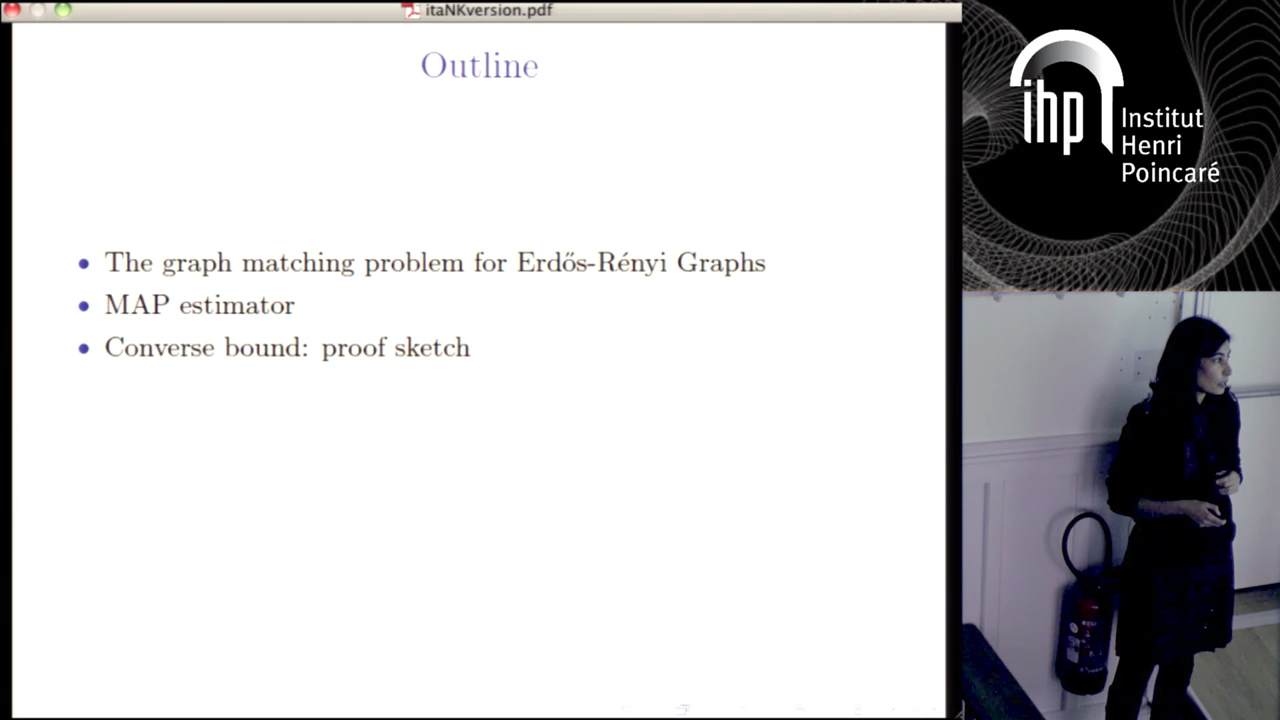 itaNKversion.pdf
Outline
• The graph matching problem for Erdős-Rényi Graphs
• MAP estimator
• Converse bound: proof sketch
ihp
Institut
Henri
Poincaré